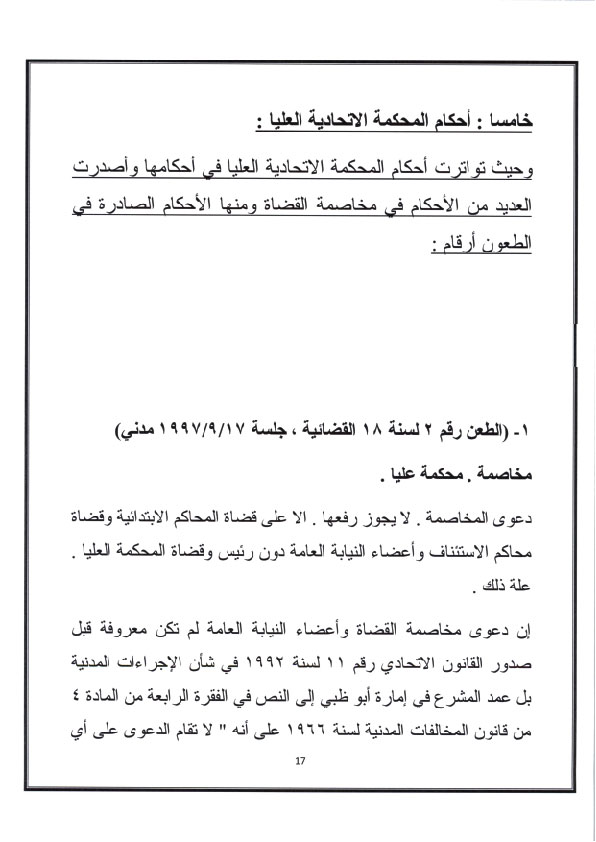 خامسا : أحكام المحكمة الاتحادية العليا :
وحيث تواترت أحكام المحكمة الاتحادية العليا في أحكامها وأصدرت
العديد من الأحكام في مخاصمة القضاة ومنها الأحكام الصادرة في
الطعون أرقام :
١- (الطعن رقم ٢ لسنة ١٨ القضائية ، جلسة ١٩٩٧/٩/١٧ مدني)
مخاصمة . محكمة عليا .
دعوى المخاصمة . لا يجوز رفعها . الا على قضاة المحاكم الابتدائية وقضاة
محاكم الاستئناف وأعضاء النيابة العامة دون رئيس وقضاة المحكمة العليا .
علة ذلك .
إن دعوى مخاصمة القضاة وأعضاء النيابة العامة لم تكن معروفة قبل
صدور القانون الاتحادي رقم ١١ لسنة ١٩٩٢ في شأن الإجراءات المدنية
بل عمد المشرع في إمارة أبو ظبي إلى النص في الفقرة الرابعة من المادة ٤
من قانون المخالفات المدنية لسنة ١٩٦٦ على أنه " لا تقام الدعوى على أي
17